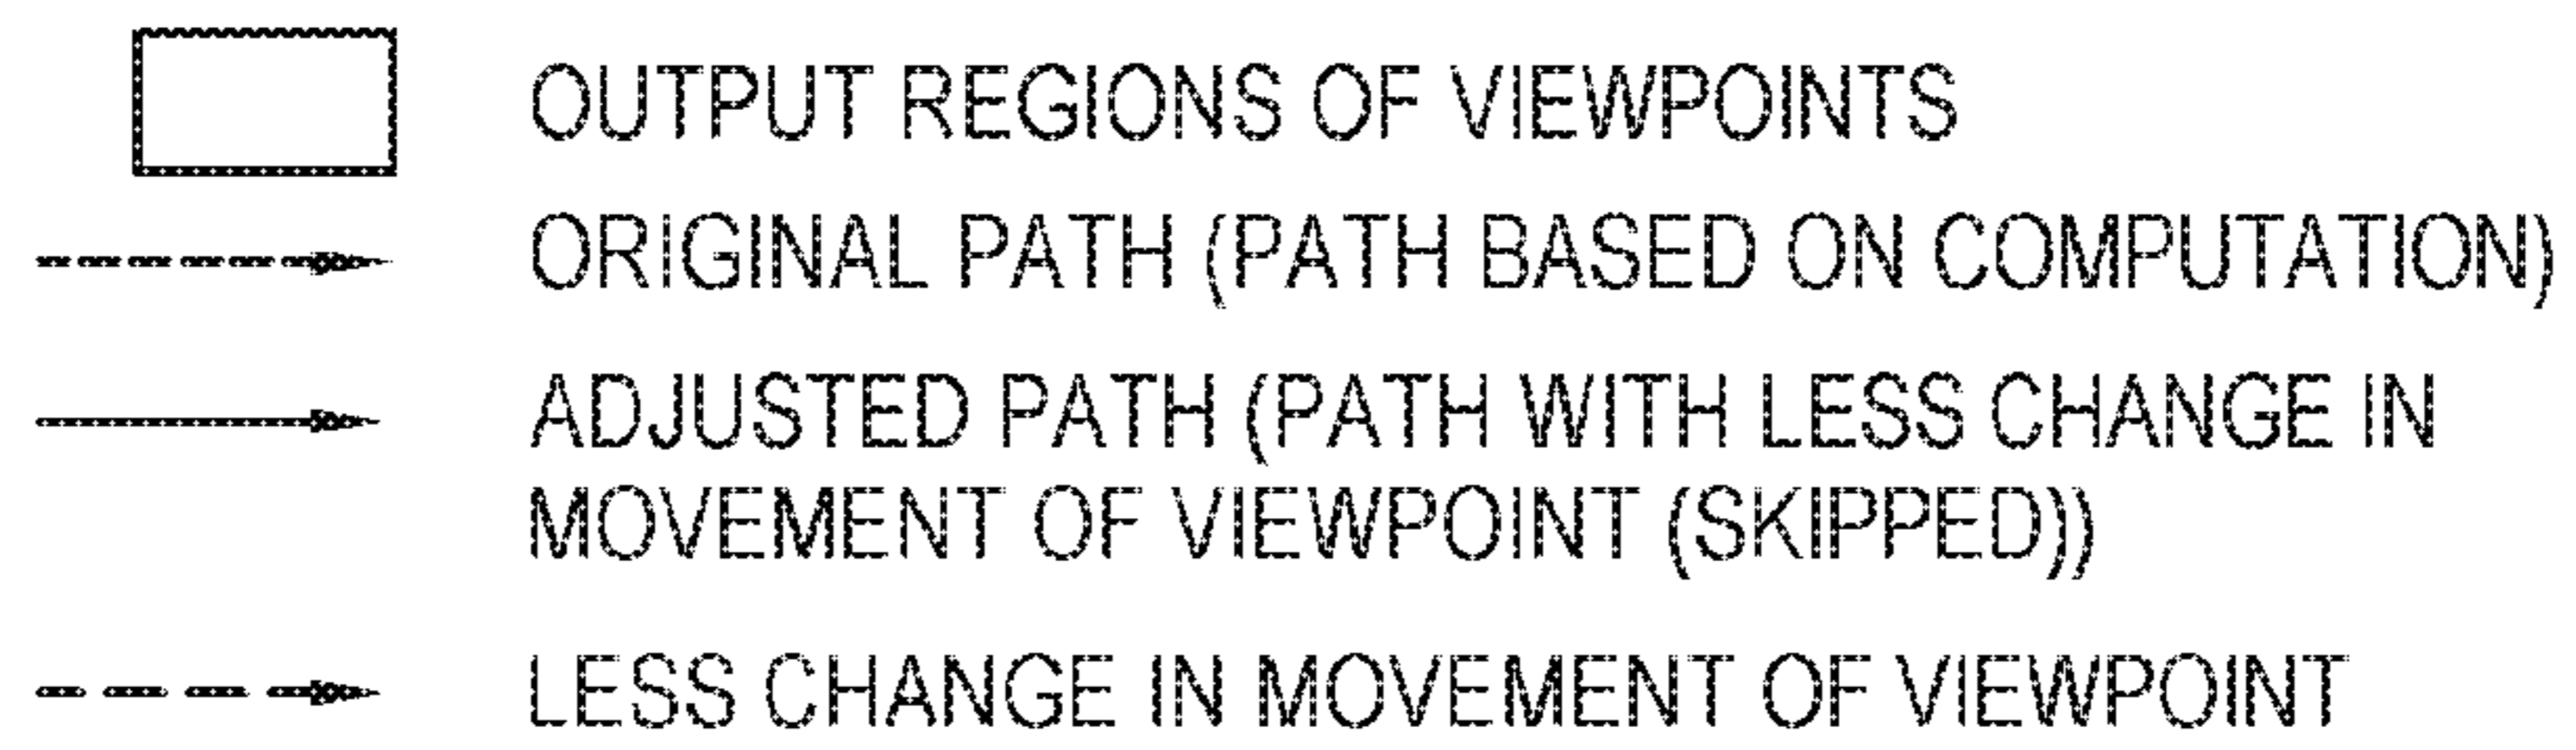 OUTPUT REGIONS OF VIEWPOINTS
ORIGINAL PATH (PATH BASED ON COMPUTATION)
ADJUSTED PATH (PATH WITH LESS CHANGE IN
MOVEMENT OF VIEWPOINT (SKIPPED))
LESS CHANGE IN MOVEMENT OF VIEWPOINT